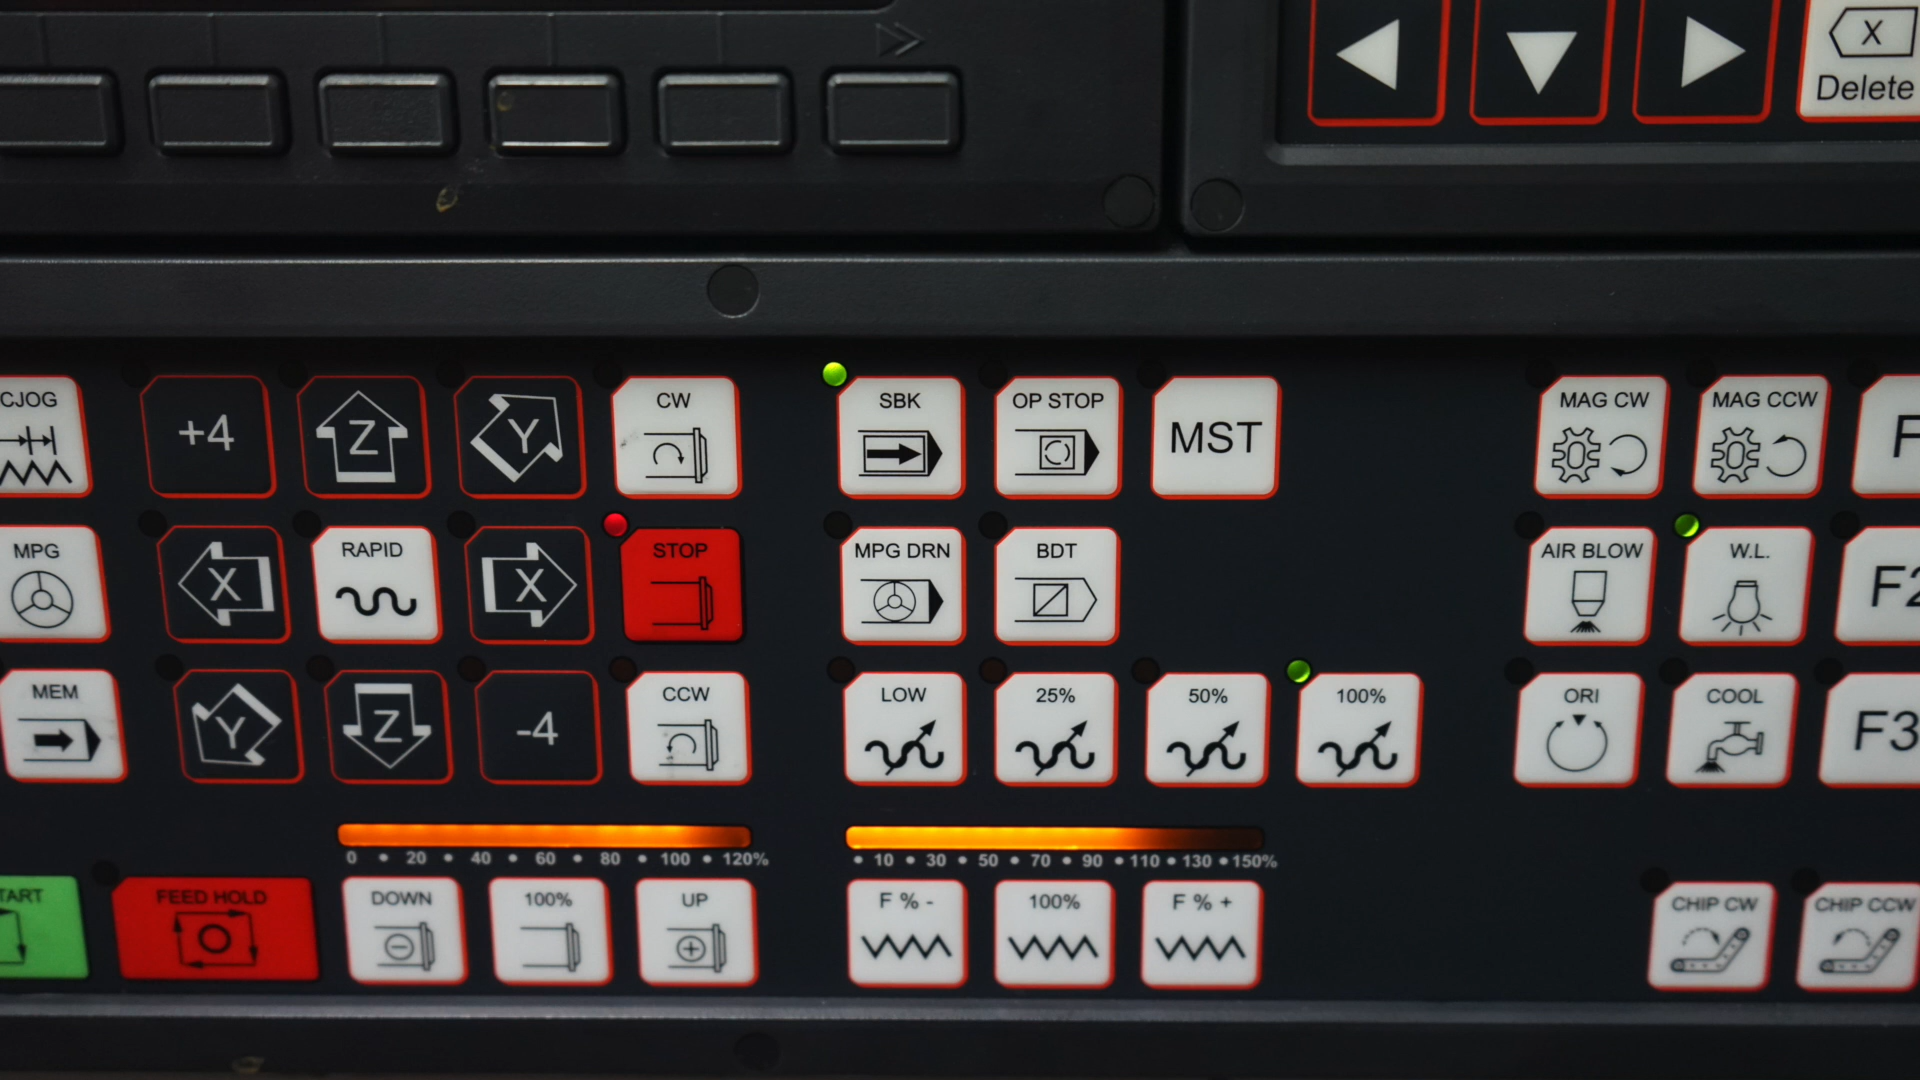 X
Delete
CJOG
+4
Z
Y
CW
SBK
OP STOP
MST
MAG CW
MAG CCW
F
MPG
X
RAPID
X
STOP
MPG DRN
BDT
AIR BLOW
W.L.
F2
MEM
Y
Z
-4
CCW
LOW
25%
50%
100%
ORI
COOL
F3
0 • 20 • 40 • 60 • 80 • 100 • 120%
• 10 • 30 • 50 • 70 • 90 • 110 • 130 • 150%
TART
FEED HOLD
DOWN
100%
UP
F % -
100%
F % +
CHIP CW
CHIP CCW